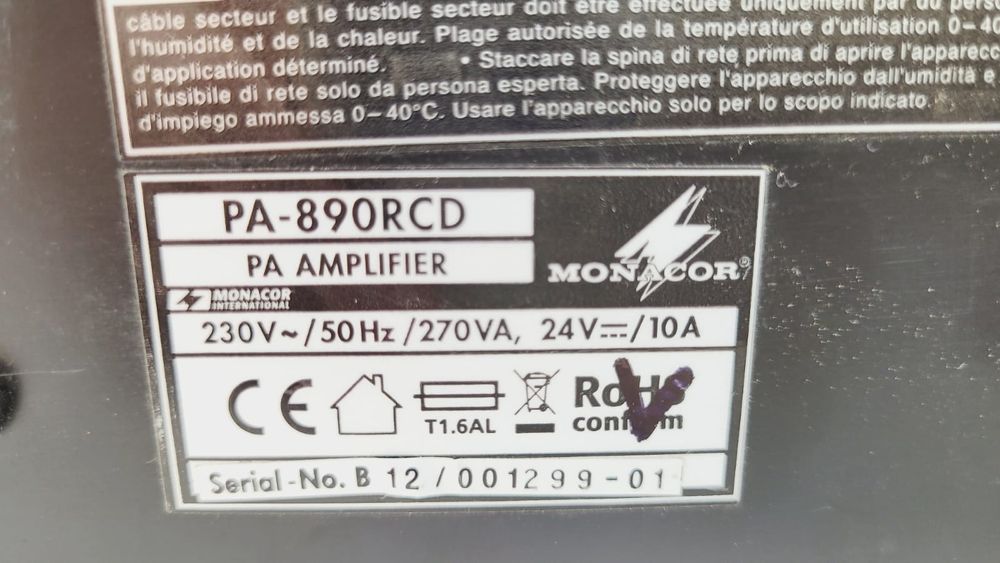 câble secteur et le fusible secteur doit être effectuée uniquement par du
l'humidité et de la chaleur. Plage autorisée de la température d'utilisation 0–40
d'application déterminé. • Staccare la spina di rete prima di aprire l'apparecc
il fusibile di rete solo da persona esperta. Proteggere l'apparecchio dall'umidità e
d'impiego ammessa 0–40°C. Usare l'apparecchio solo per lo scopo indicato.
PA-890RCD
PA AMPLIFIER
MONACOR®
MONACOR
INTERNATIONAL
230V~/50Hz/270VA, 24V⎓/10A
CE
T1.6AL
RoHS
conform
Serial-No. B 12/001299-01